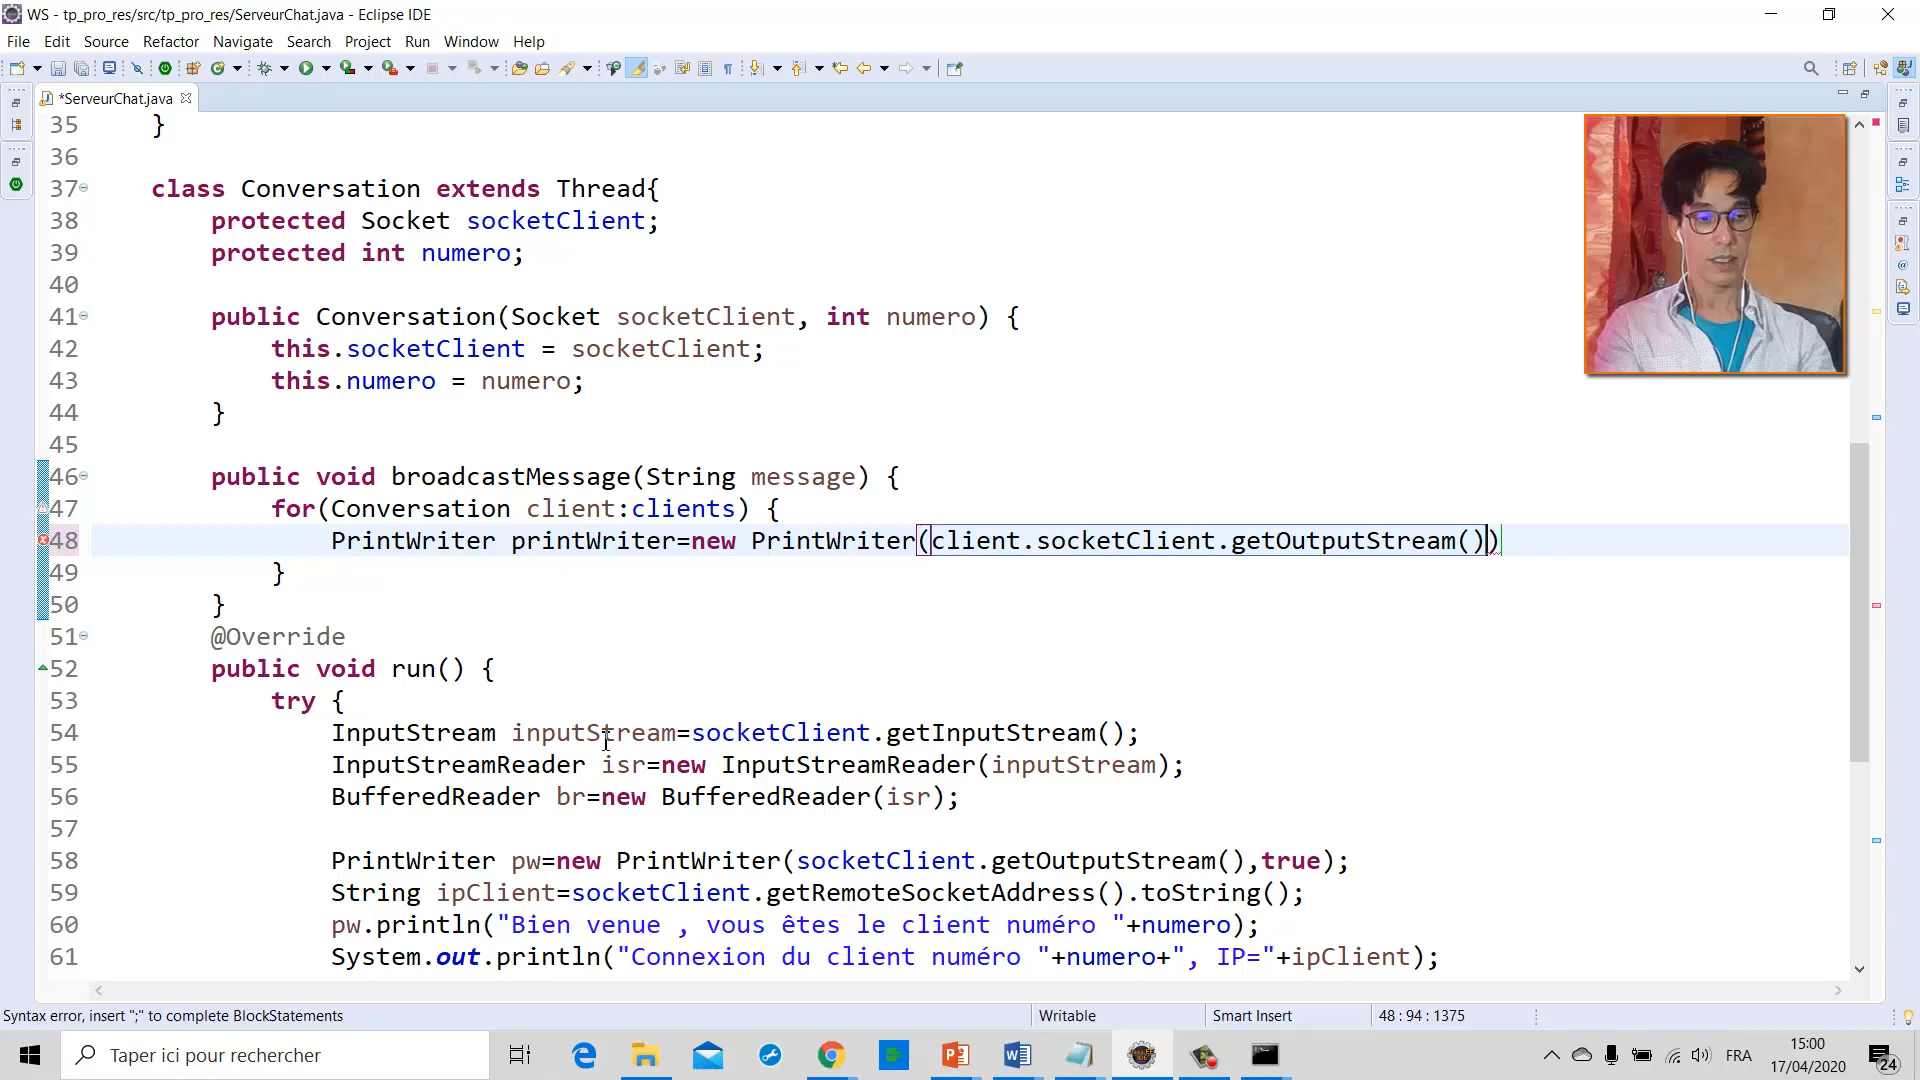 WS - tp_pro_res/src/tp_pro_res/ServeurChat.java - Eclipse IDE
File Edit Source Refactor Navigate Search Project Run Window Help
*ServeurChat.java
35 }
36
37 class Conversation extends Thread{
38 protected Socket socketClient;
39 protected int numero;
40
41 public Conversation(Socket socketClient, int numero) {
42 this.socketClient = socketClient;
43 this.numero = numero;
44 }
45
46 public void broadcastMessage(String message) {
47 for(Conversation client:clients) {
48 PrintWriter printWriter=new PrintWriter(client.socketClient.getOutputStream())
49 }
50 }
51 @Override
52 public void run() {
53 try {
54 InputStream inputStream=socketClient.getInputStream();
55 InputStreamReader isr=new InputStreamReader(inputStream);
56 BufferedReader br=new BufferedReader(isr);
57
58 PrintWriter pw=new PrintWriter(socketClient.getOutputStream(),true);
59 String ipClient=socketClient.getRemoteSocketAddress().toString();
60 pw.println("Bien venue , vous êtes le client numéro "+numero);
61 System.out.println("Connexion du client numéro "+numero+", IP="+ipClient);
Syntax error, insert ";" to complete BlockStatements Writable Smart Insert 48 : 94 : 1375
Taper ici pour rechercher FRA 15:00
17/04/2020 24